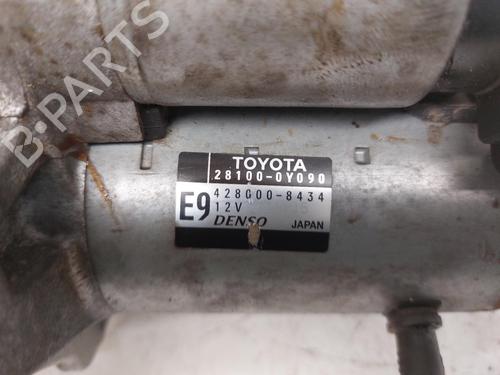 B-PARTS
TOYOTA
28100-0Y090
E9
428000-8434
12V
DENSO JAPAN